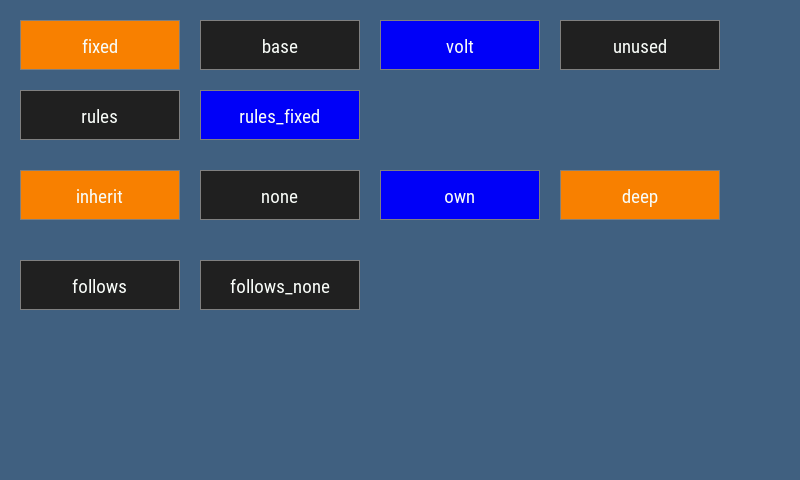 fixed base volt unused
rules rules_fixed
inherit none own deep
follows follows_none